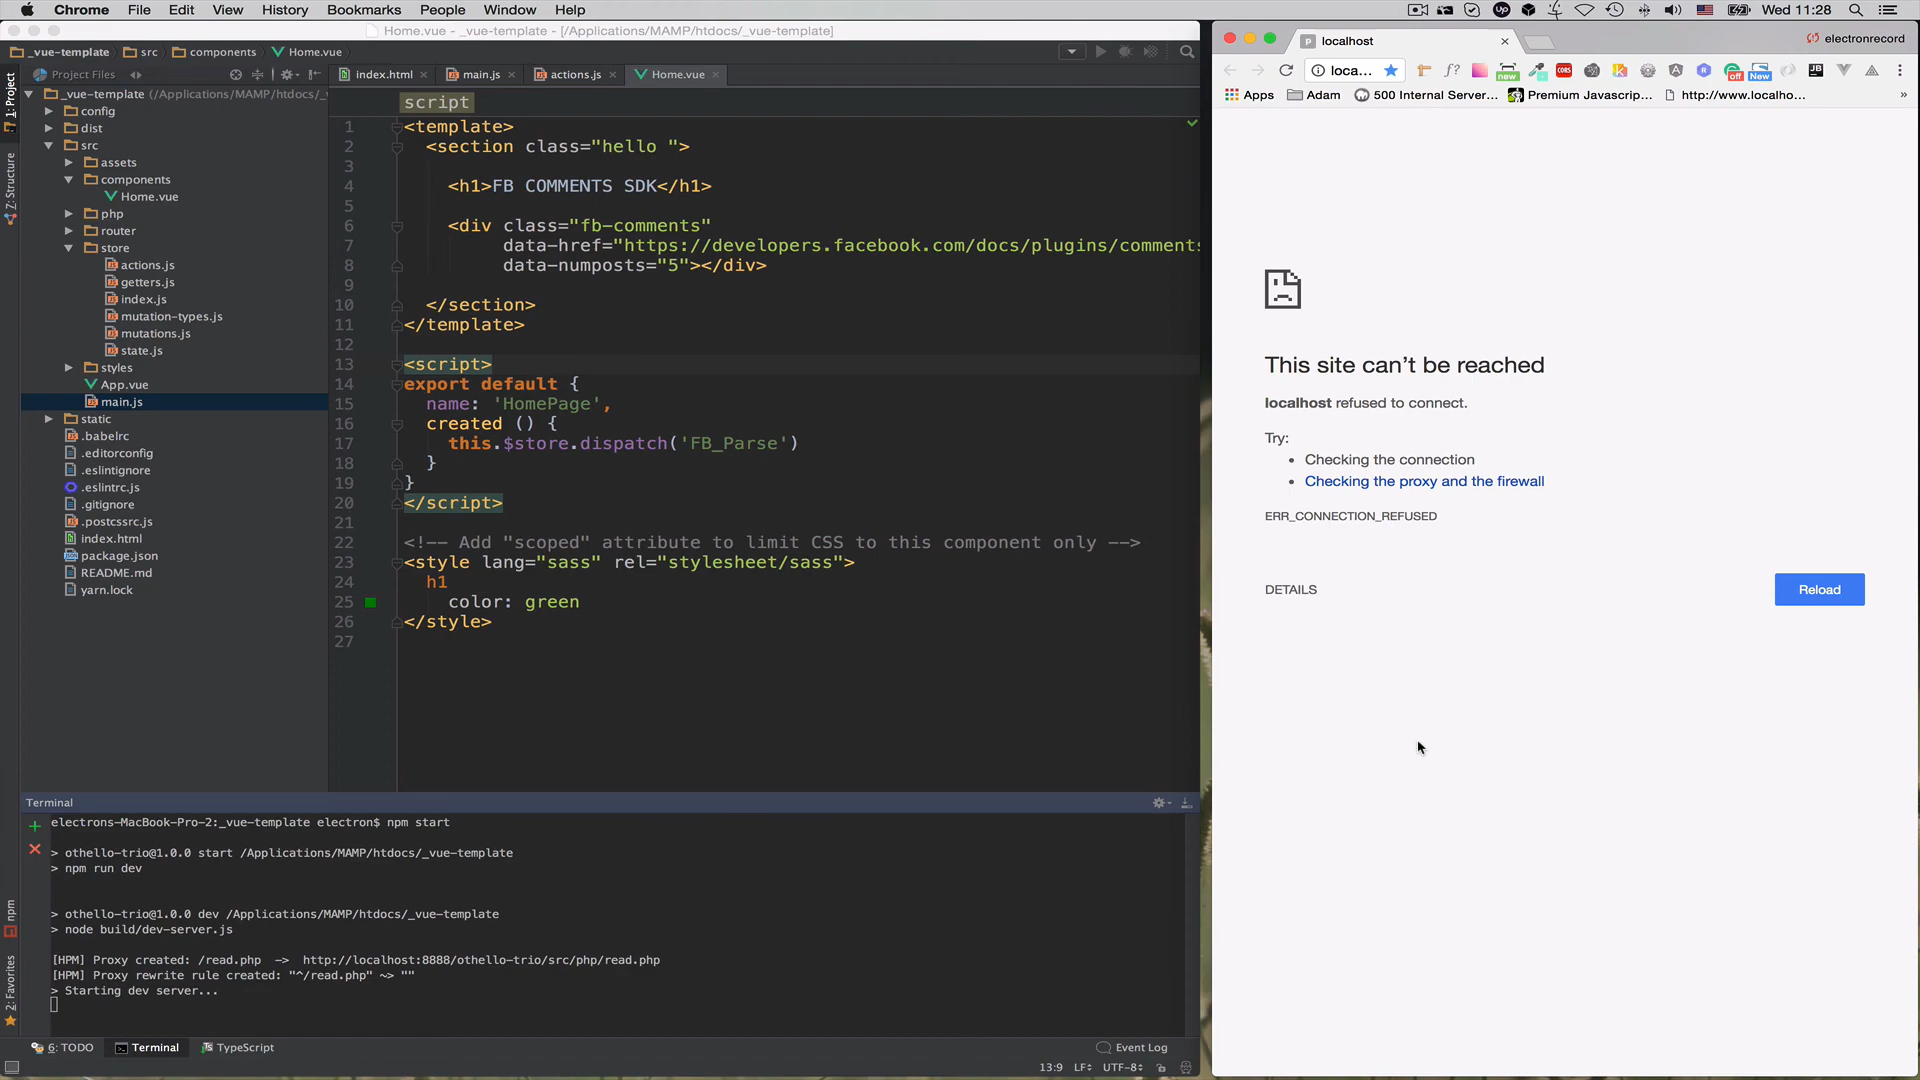 Chrome File Edit View History Bookmarks People Window Help
Wed 11:28
Home.vue - _vue-template - [/Applications/MAMP/htdocs/_vue-template]
_vue-template src components Home.vue
Project Files
index.html main.js actions.js Home.vue
1: Project
Z: Structure
npm
2: Favorites
_vue-template (/Applications/MAMP/htdocs/_v
config
dist
src
assets
components
Home.vue
php
router
store
actions.js
getters.js
index.js
mutation-types.js
mutations.js
state.js
styles
App.vue
main.js
static
.babelrc
.editorconfig
.eslintignore
.eslintrc.js
.gitignore
.postcssrc.js
index.html
package.json
README.md
yarn.lock
script
1 <template>
2 <section class="hello ">
3
4 <h1>FB COMMENTS SDK</h1>
5
6 <div class="fb-comments"
7 data-href="https://developers.facebook.com/docs/plugins/comments
8 data-numposts="5"></div>
9
10 </section>
11 </template>
12
13 <script>
14 export default {
15 name: 'HomePage',
16 created () {
17 this.$store.dispatch('FB_Parse')
18 }
19 }
20 </script>
21
22 <!-- Add "scoped" attribute to limit CSS to this component only -->
23 <style lang="sass" rel="stylesheet/sass">
24 h1
25 color: green
26 </style>
27
Terminal
electrons-MacBook-Pro-2:_vue-template electron$ npm start
> othello-trio@1.0.0 start /Applications/MAMP/htdocs/_vue-template
> npm run dev
> othello-trio@1.0.0 dev /Applications/MAMP/htdocs/_vue-template
> node build/dev-server.js
[HPM] Proxy created: /read.php -> http://localhost:8888/othello-trio/src/php/read.php
[HPM] Proxy rewrite rule created: "^/read.php" ~> ""
> Starting dev server...
6: TODO Terminal TypeScript Event Log
13:9 LF UTF-8
localhost
electronrecord
loca...
f? new CORS off New JB
Apps Adam 500 Internal Server... Premium Javascrip... http://www.localho... »
This site can’t be reached
localhost refused to connect.
Try:
• Checking the connection
• Checking the proxy and the firewall
ERR_CONNECTION_REFUSED
DETAILS Reload